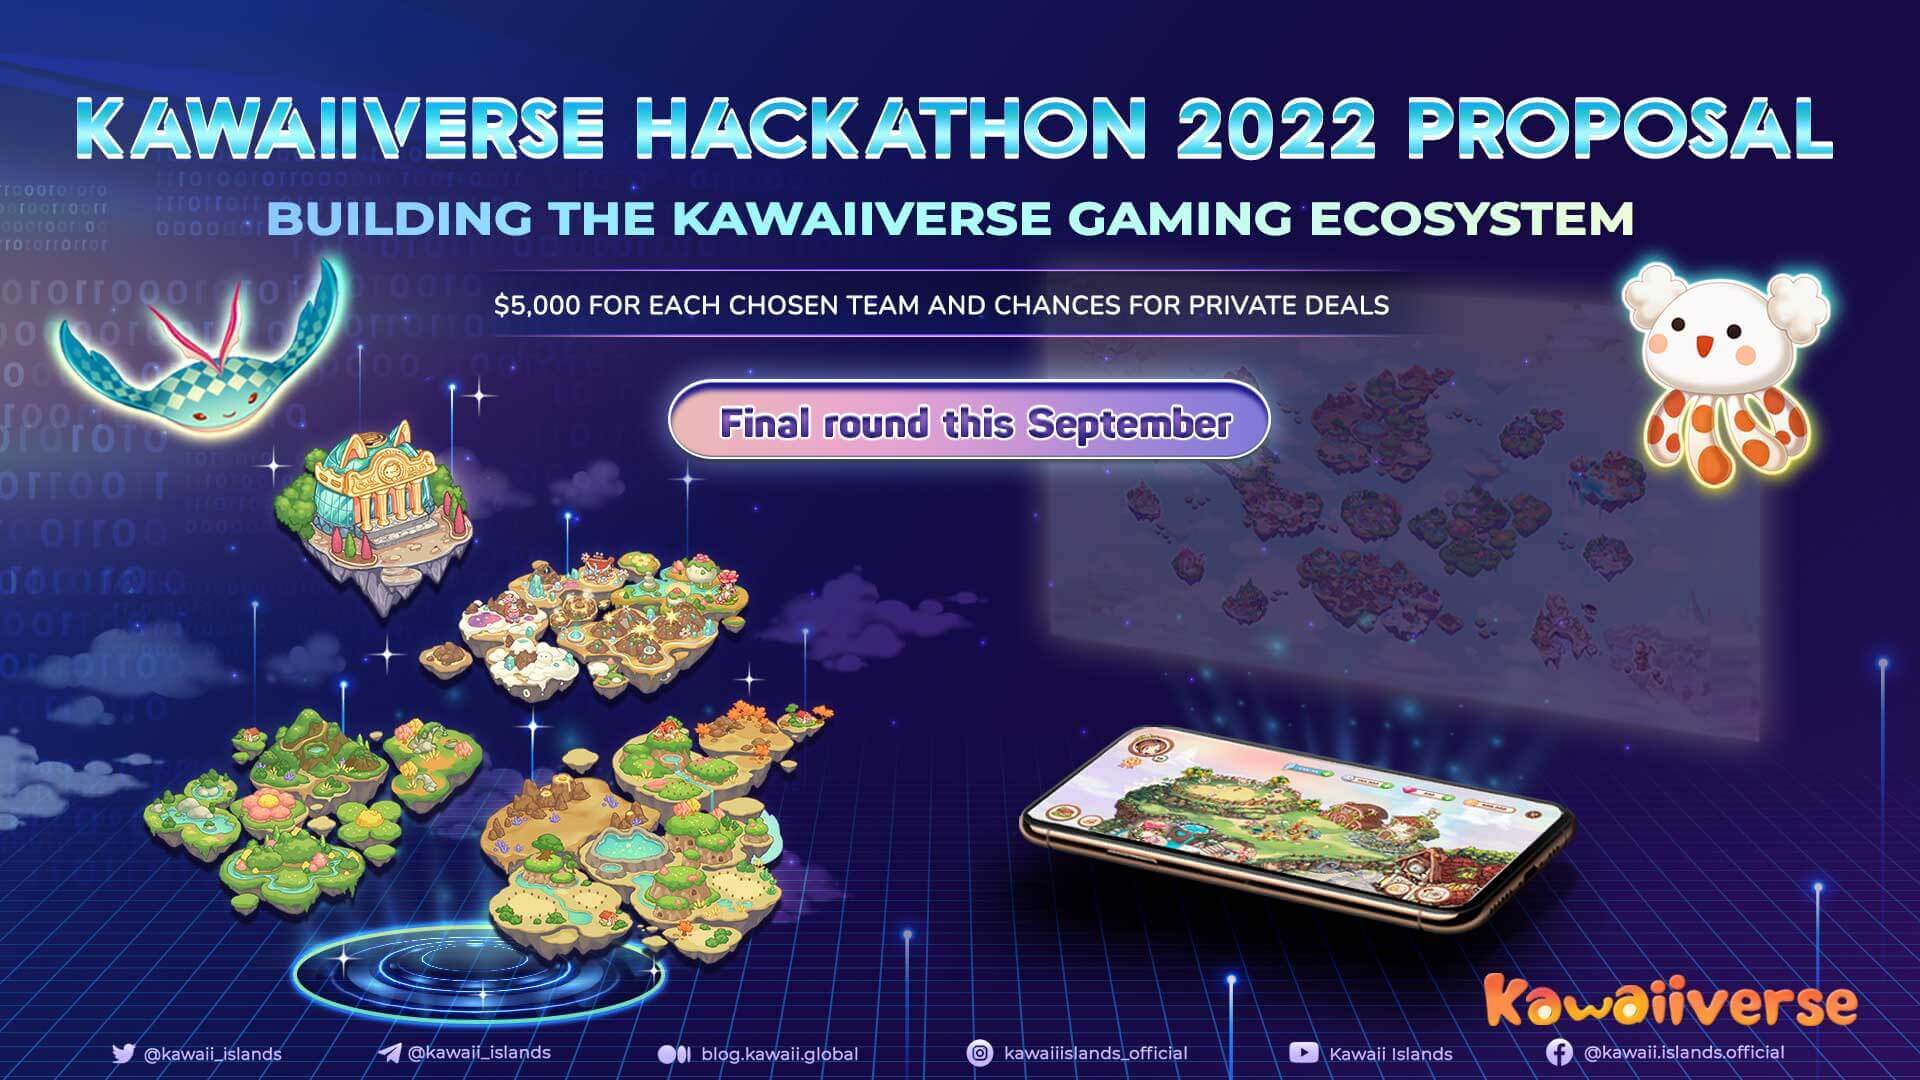 KAWAIIVERSE HACKATHON 2022 PROPOSAL
BUILDING THE KAWAIIVERSE GAMING ECOSYSTEM
$5,000 FOR EACH CHOSEN TEAM AND CHANCES FOR PRIVATE DEALS
Final round this September
Kawaiiverse
@kawaii_islands
@kawaii_islands
blog.kawaii.global
kawaiiislands_official
Kawaii Islands
@kawaii.islands.official